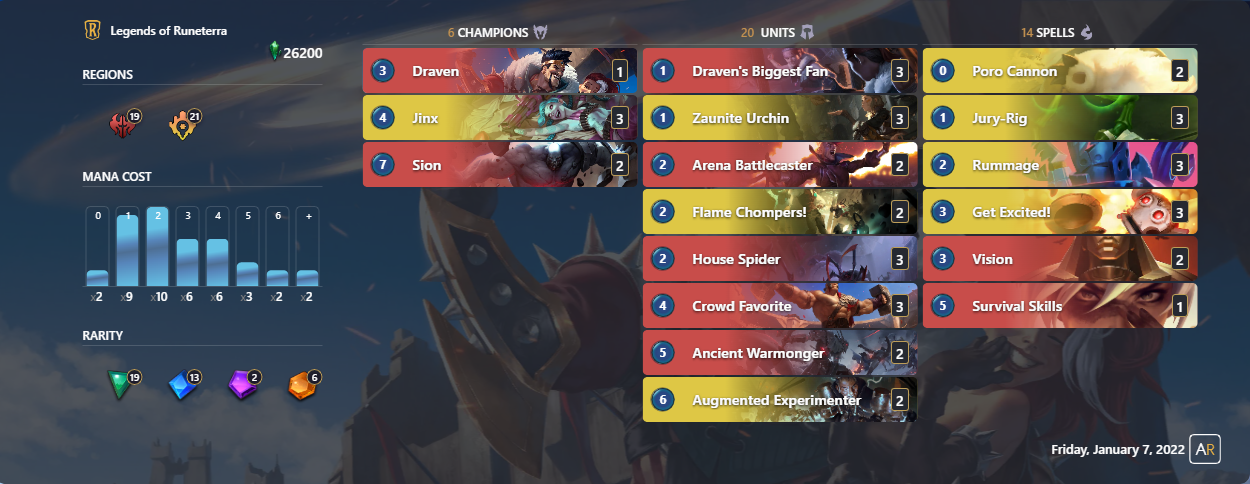 Legends of Runeterra
26200
REGIONS
19 21
MANA COST
0 1 2 3 4 5 6 +
x2 x9 x10 x6 x6 x3 x2 x2
RARITY
19 13 2 6
6 CHAMPIONS
3 Draven 1
4 Jinx 3
7 Sion 2
20 UNITS
1 Draven's Biggest Fan 3
1 Zaunite Urchin 3
2 Arena Battlecaster 2
2 Flame Chompers! 2
2 House Spider 3
4 Crowd Favorite 3
5 Ancient Warmonger 2
6 Augmented Experimenter 2
14 SPELLS
0 Poro Cannon 2
1 Jury-Rig 3
2 Rummage 3
3 Get Excited! 3
3 Vision 2
5 Survival Skills 1
Friday, January 7, 2022 AR